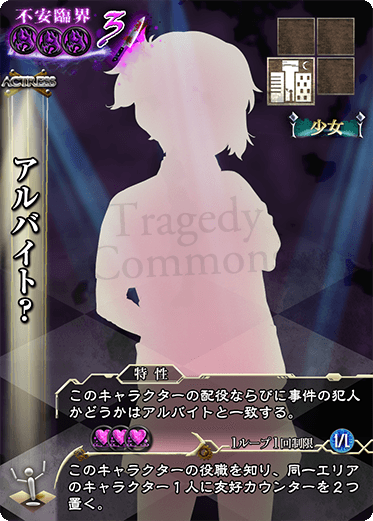 不安臨界
3
ACTRESS
少女
アルバイト?
Tragedy
Commons
特性
このキャラクターの配役ならびに事件の犯人
かどうかはアルバイトと一致する。
1ループ1回制限
1/L
このキャラクターの役職を知り、同一エリア
のキャラクター1人に友好カウンターを2つ
置く。